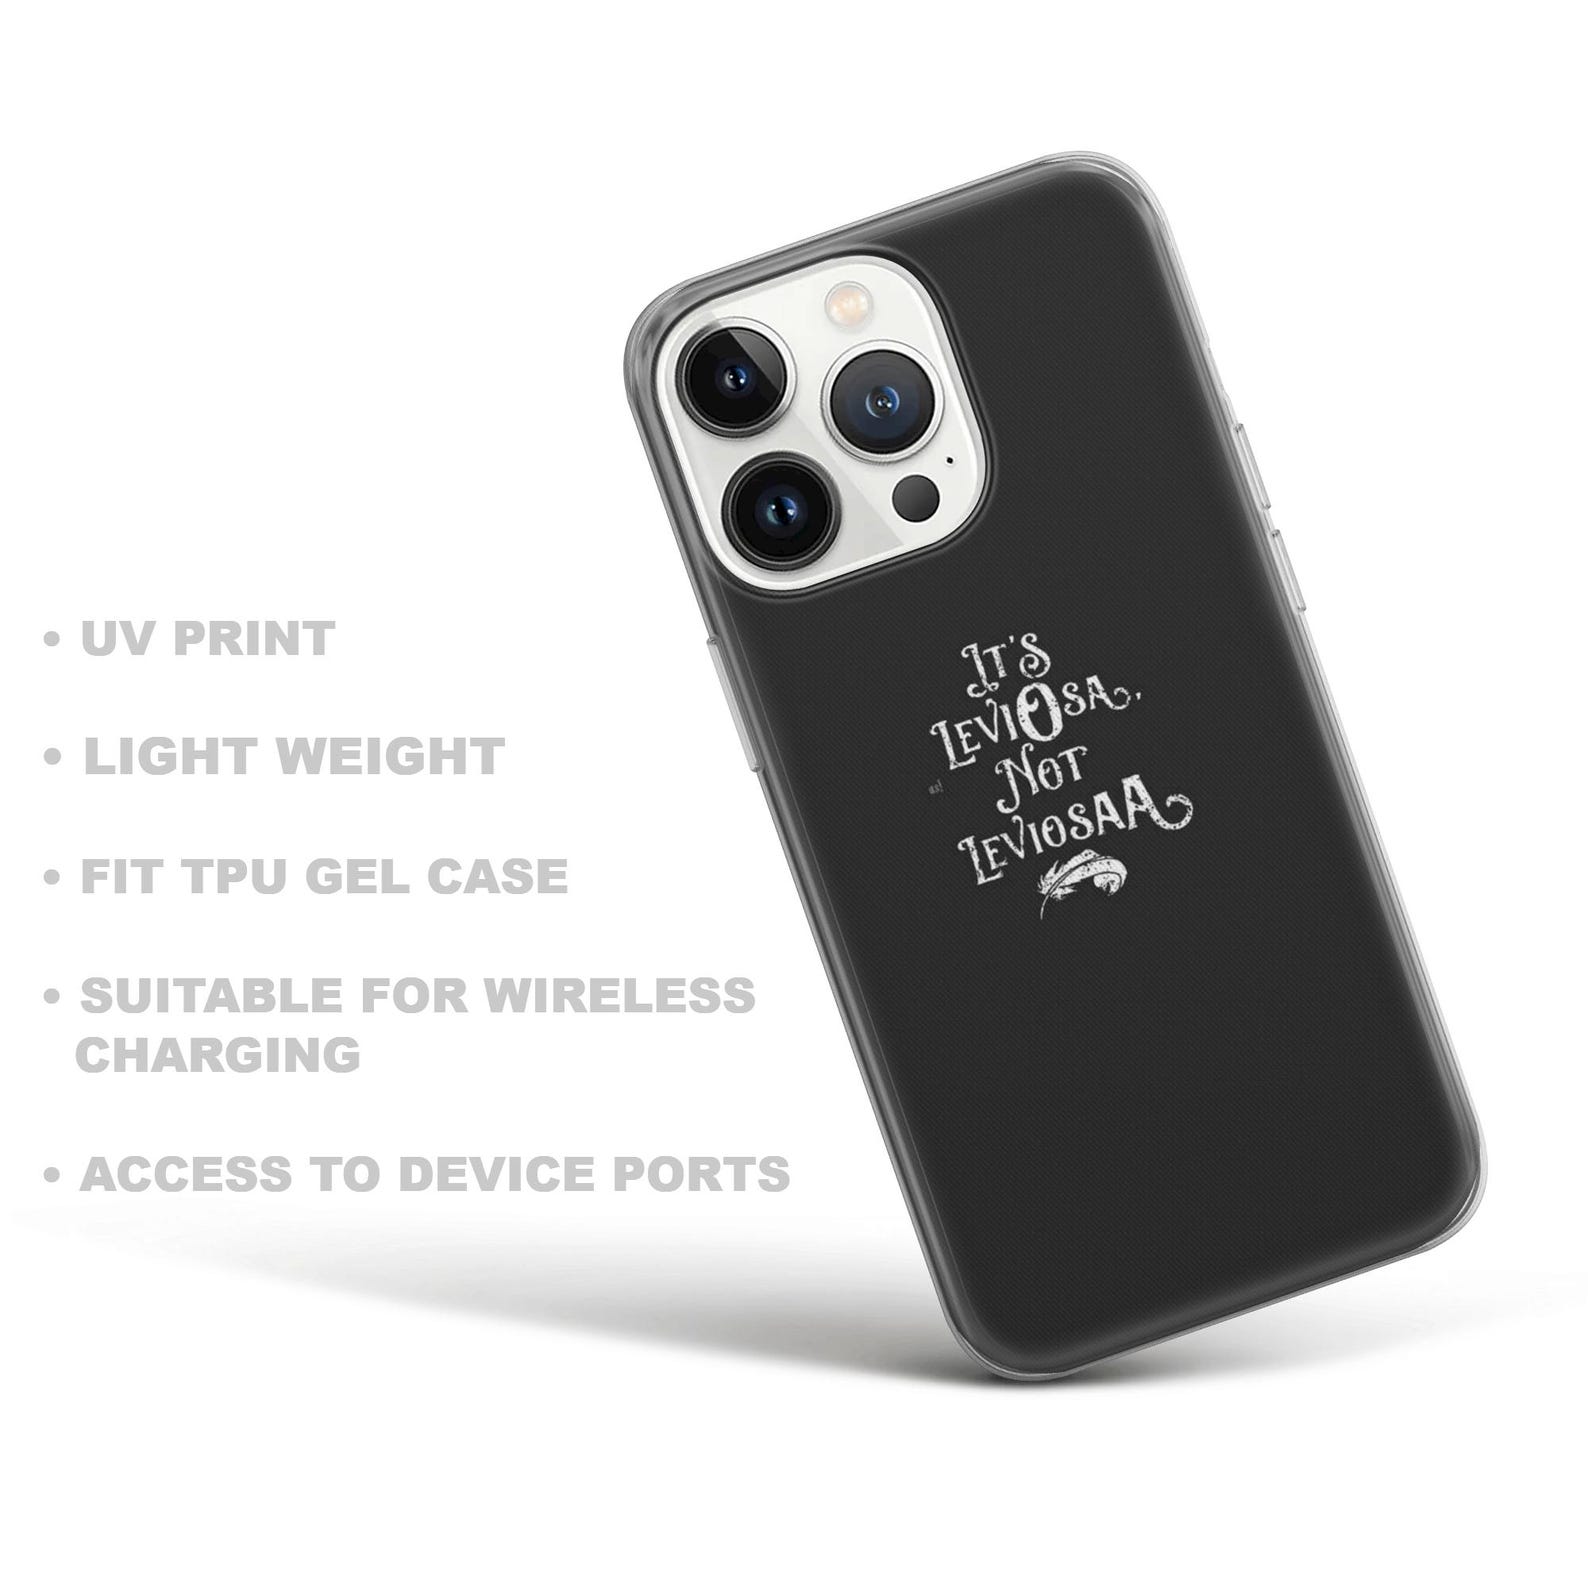 • UV PRINT
• LIGHT WEIGHT
• FIT TPU GEL CASE
• SUITABLE FOR WIRELESS
CHARGING
• ACCESS TO DEVICE PORTS
IT'S
LEVIOSA,
NOT
LEVIOSAA